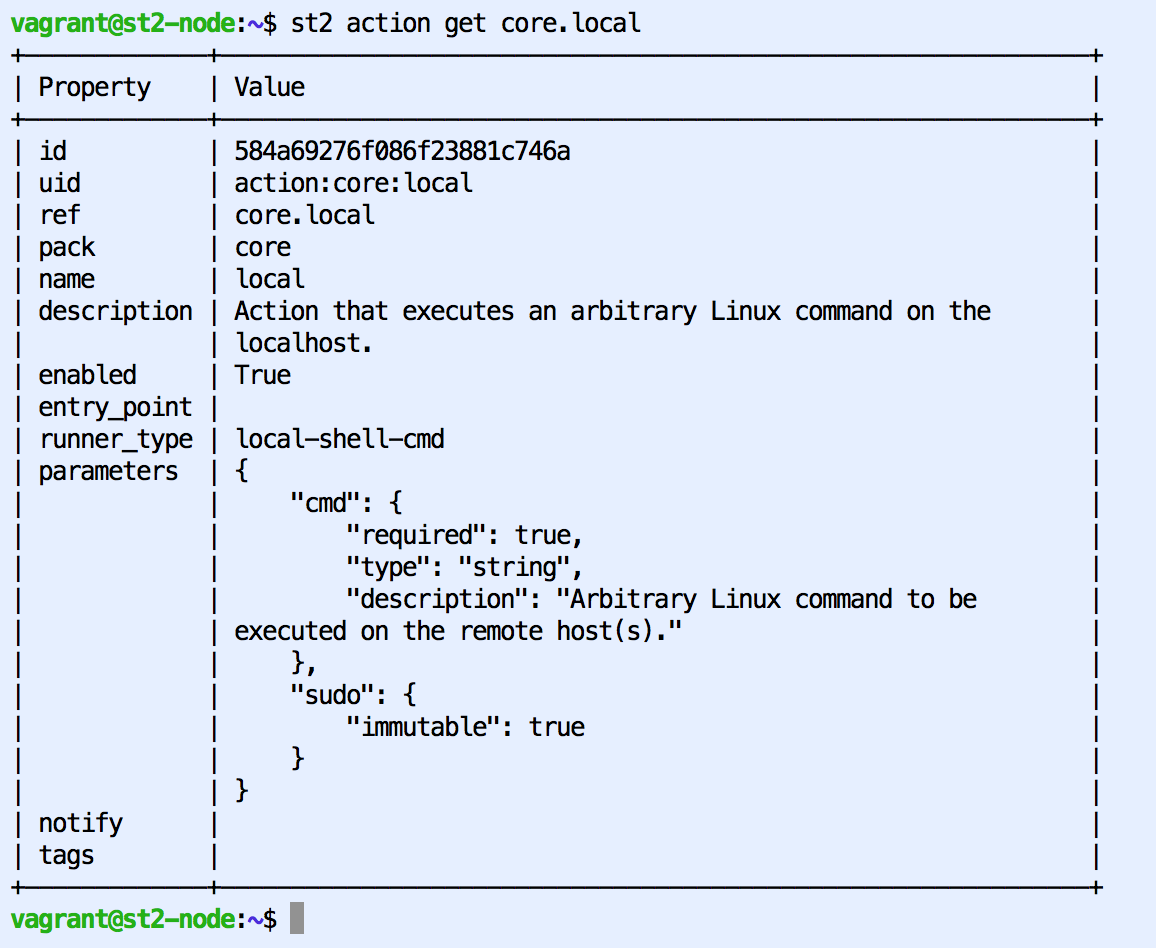 vagrant@st2-node:~$ st2 action get core.local
+-------------+--------------------------------------------------------------+
| Property    | Value                                                        |
+-------------+--------------------------------------------------------------+
| id          | 584a69276f086f23881c746a                                     |
| uid         | action:core:local                                            |
| ref         | core.local                                                   |
| pack        | core                                                         |
| name        | local                                                        |
| description | Action that executes an arbitrary Linux command on the       |
|             | localhost.                                                   |
| enabled     | True                                                         |
| entry_point |                                                              |
| runner_type | local-shell-cmd                                              |
| parameters  | {                                                            |
|             |     "cmd": {                                                 |
|             |         "required": true,                                    |
|             |         "type": "string",                                    |
|             |         "description": "Arbitrary Linux command to be        |
|             | executed on the remote host(s)."                             |
|             |     },                                                       |
|             |     "sudo": {                                                |
|             |         "immutable": true                                    |
|             |     }                                                        |
|             | }                                                            |
| notify      |                                                              |
| tags        |                                                              |
+-------------+--------------------------------------------------------------+
vagrant@st2-node:~$